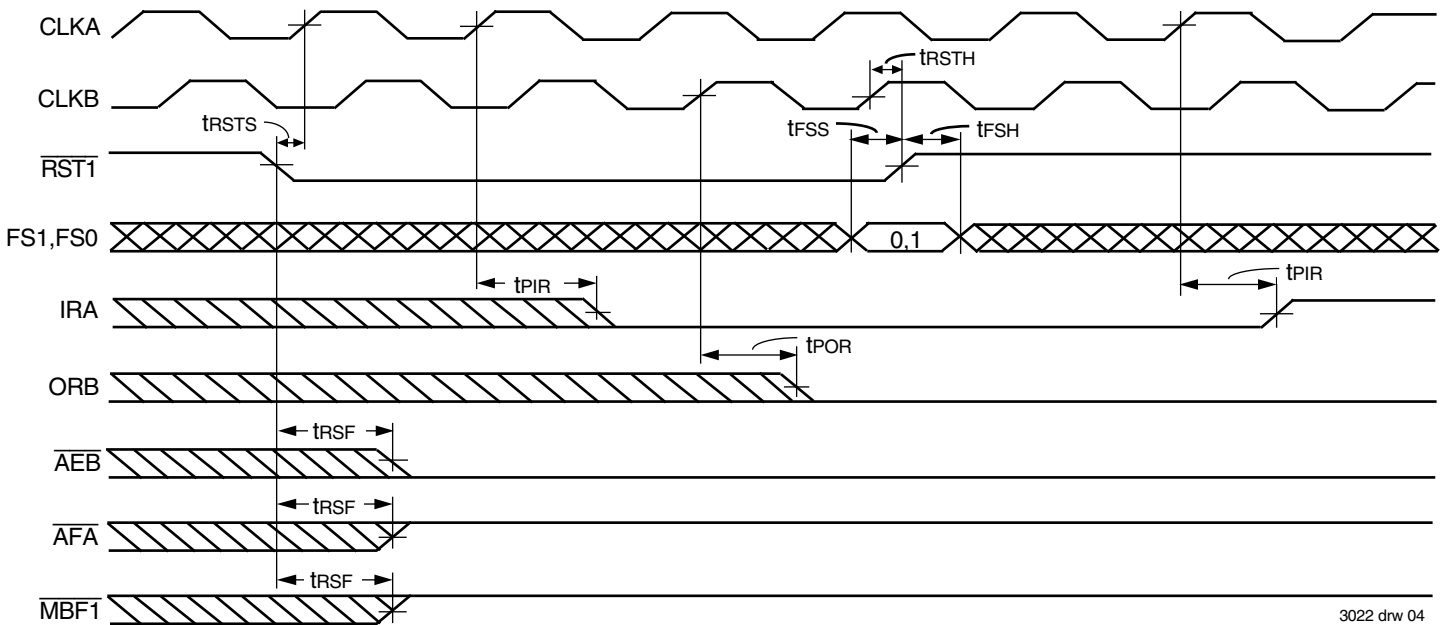 CLKA
tRSTH
CLKB
tRSTS
tFSS
tFSH
RST1
FS1,FS0
0,1
tPIR
tPIR
IRA
tPOR
ORB
tRSF
AEB
tRSF
AFA
tRSF
MBF1
3022 drw 04